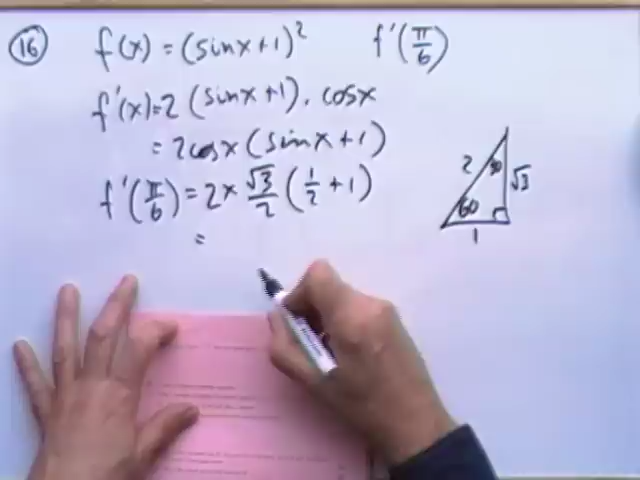 16 f(x) = (sinx+1)² f'(π/6)
f'(x)=2(sinx+1).cosx
= 2cosx(sinx+1)
f'(π/6) = 2×√3/2(1/2+1)
=
2 30 √3
60
1